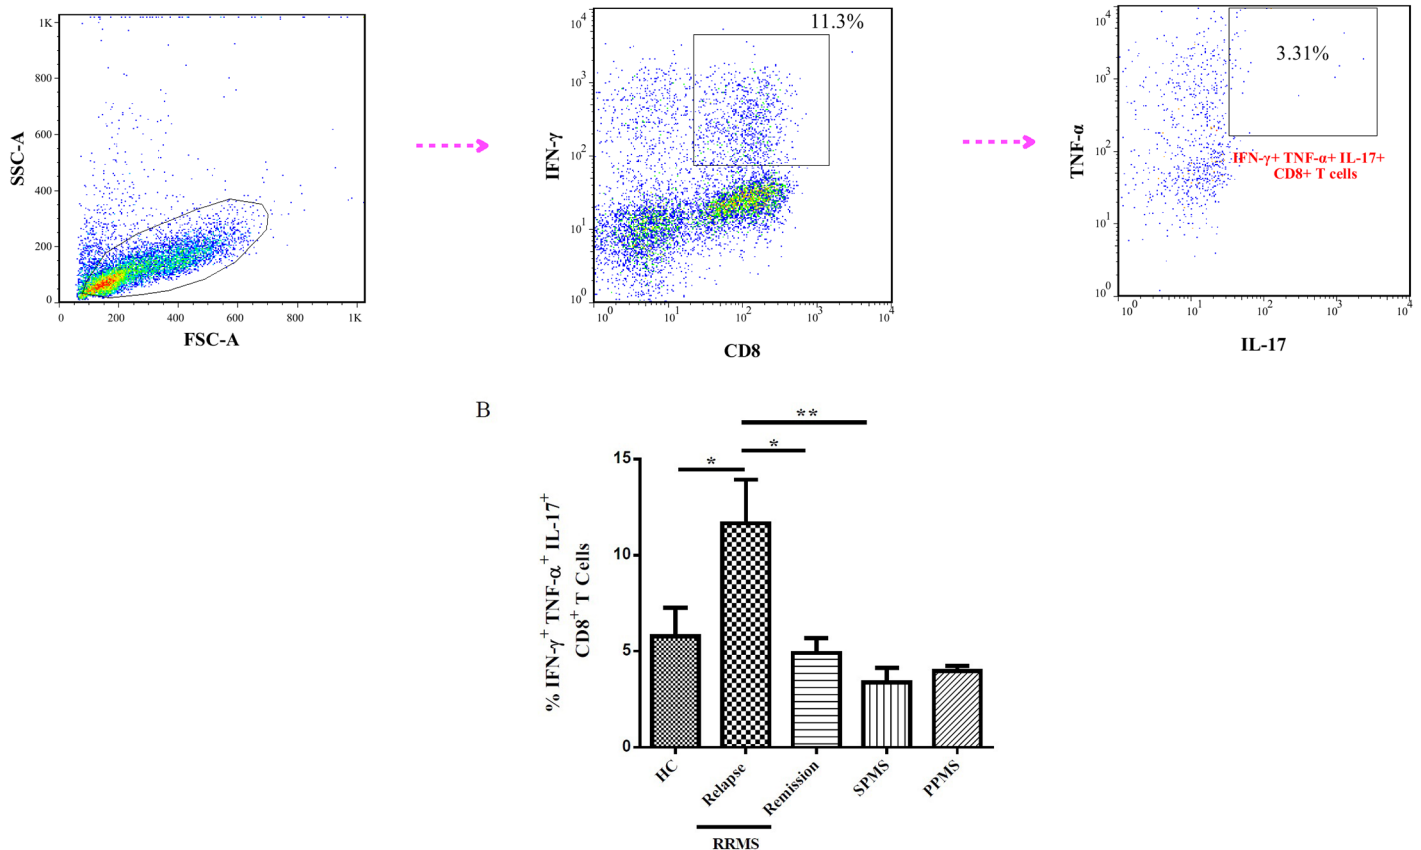 1K
800
600
400
200
0
SSC-A
0 200 400 600 800 1K
FSC-A
11.3%
10^4
10^3
10^2
10^1
10^0
IFN-γ
10^0 10^1 10^2 10^3 10^4
CD8
3.31%
10^4
10^3
10^2
10^1
10^0
TNF-α
IFN-γ+ TNF-α+ IL-17+
CD8+ T cells
10^0 10^1 10^2 10^3 10^4
IL-17
B
**
*
*
15
10
5
0
% IFN-γ+ TNF-α+ IL-17+
CD8+ T Cells
HC
Relapse
Remission
SPMS
PPMS
RRMS